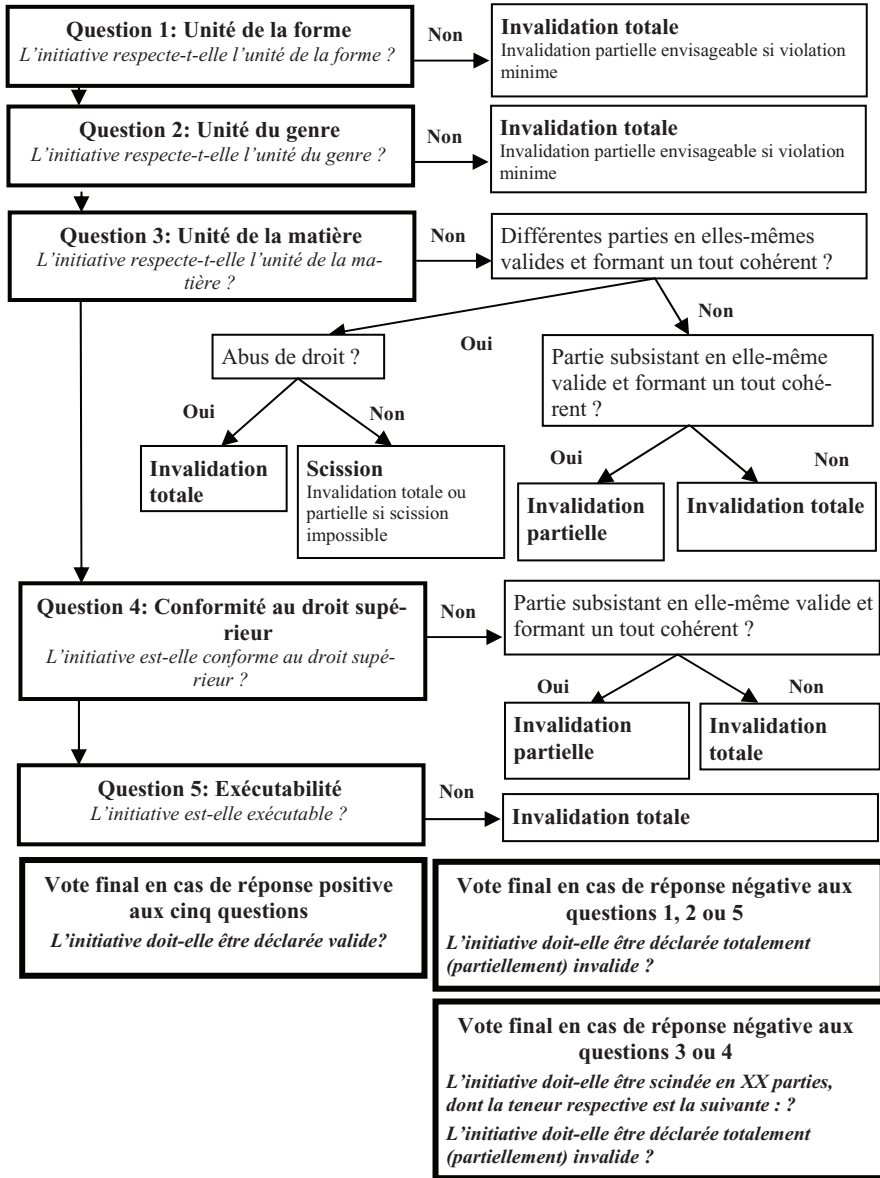 Question 1: Unité de la forme
L’initiative respecte-t-elle l’unité de la forme ?
Non
Invalidation totale
Invalidation partielle envisageable si violation
minime
Question 2: Unité du genre
L’initiative respecte-t-elle l’unité du genre ?
Non
Invalidation totale
Invalidation partielle envisageable si violation
minime
Question 3: Unité de la matière
L’initiative respecte-t-elle l’unité de la ma-
tière ?
Non
Différentes parties en elles-mêmes
valides et formant un tout cohérent ?
Oui
Non
Abus de droit ?
Partie subsistant en elle-même
valide et formant un tout cohé-
rent ?
Oui
Non
Invalidation
totale
Scission
Invalidation totale ou
partielle si scission
impossible
Oui
Non
Invalidation
partielle
Invalidation totale
Question 4: Conformité au droit supé-
rieur
L’initiative est-elle conforme au droit supé-
rieur ?
Non
Partie subsistant en elle-même valide et
formant un tout cohérent ?
Oui
Non
Invalidation
partielle
Invalidation
totale
Question 5: Exécutabilité
L’initiative est-elle exécutable ?
Non
Invalidation totale
Vote final en cas de réponse positive
aux cinq questions
L’initiative doit-elle être déclarée valide?
Vote final en cas de réponse négative aux
questions 1, 2 ou 5
L’initiative doit-elle être déclarée totalement
(partiellement) invalide ?
Vote final en cas de réponse négative aux
questions 3 ou 4
L’initiative doit-elle être scindée en XX parties,
dont la teneur respective est la suivante : ?
L’initiative doit-elle être déclarée totalement
(partiellement) invalide ?